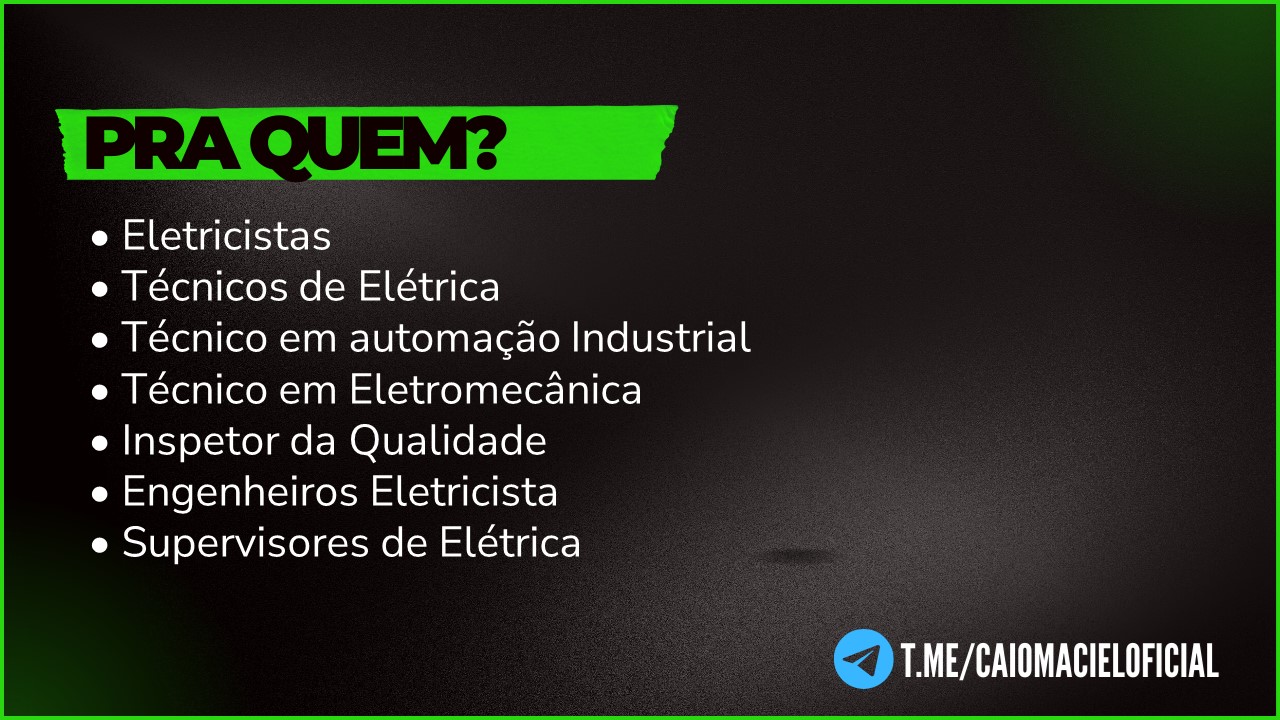 PRA QUEM?
• Eletricistas
• Técnicos de Elétrica
• Técnico em automação Industrial
• Técnico em Eletromecânica
• Inspetor da Qualidade
• Engenheiros Eletricista
• Supervisores de Elétrica
T.ME/CAIOMACIELOFICIAL